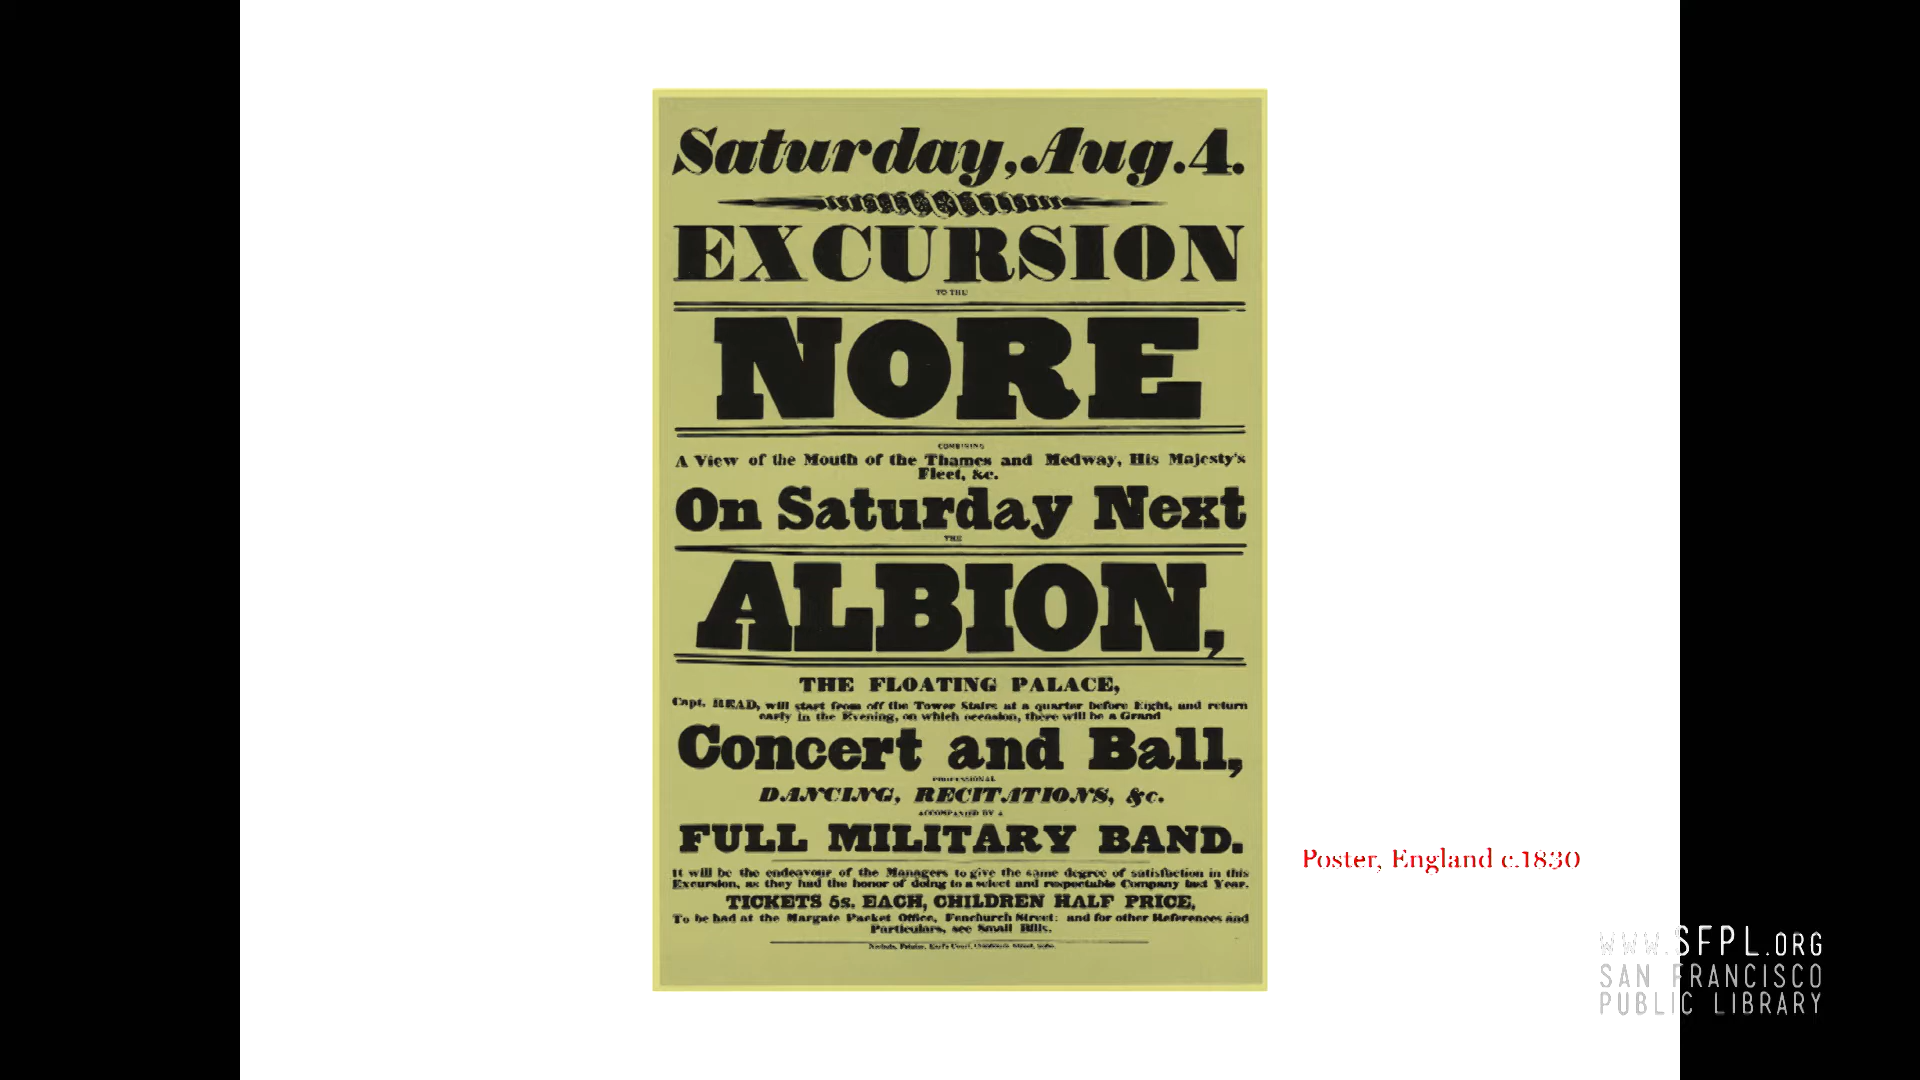 Saturday, Aug. 4.
EXCURSION
TO THE
NORE
COMBINING
A View of the Mouth of the Thames and Medway, His Majesty's
Fleet, &c.
On Saturday Next
THE
ALBION,
THE FLOATING PALACE,
Capt. READ, will start from off the Tower Stairs at a quarter before Eight, and return
early in the Evening, on which occasion, there will be a Grand
Concert and Ball,
PROFESSIONAL
DANCING, RECITATIONS, &c.
ACCOMPANIED BY A
FULL MILITARY BAND.
It will be the endeavour of the Managers to give the same degree of satisfaction in this
Excursion, as they had the honor of doing to a select and respectable Company last Year.
TICKETS 5s. EACH, CHILDREN HALF PRICE,
To be had at the Margate Packet Office, Fenchurch Street: and for other References and
Particulars, see Small Bills.
Printer, Earl's Court, Street, Soho.
Poster, England c.1830
WWW.SFPL.ORG
SAN FRANCISCO
PUBLIC LIBRARY